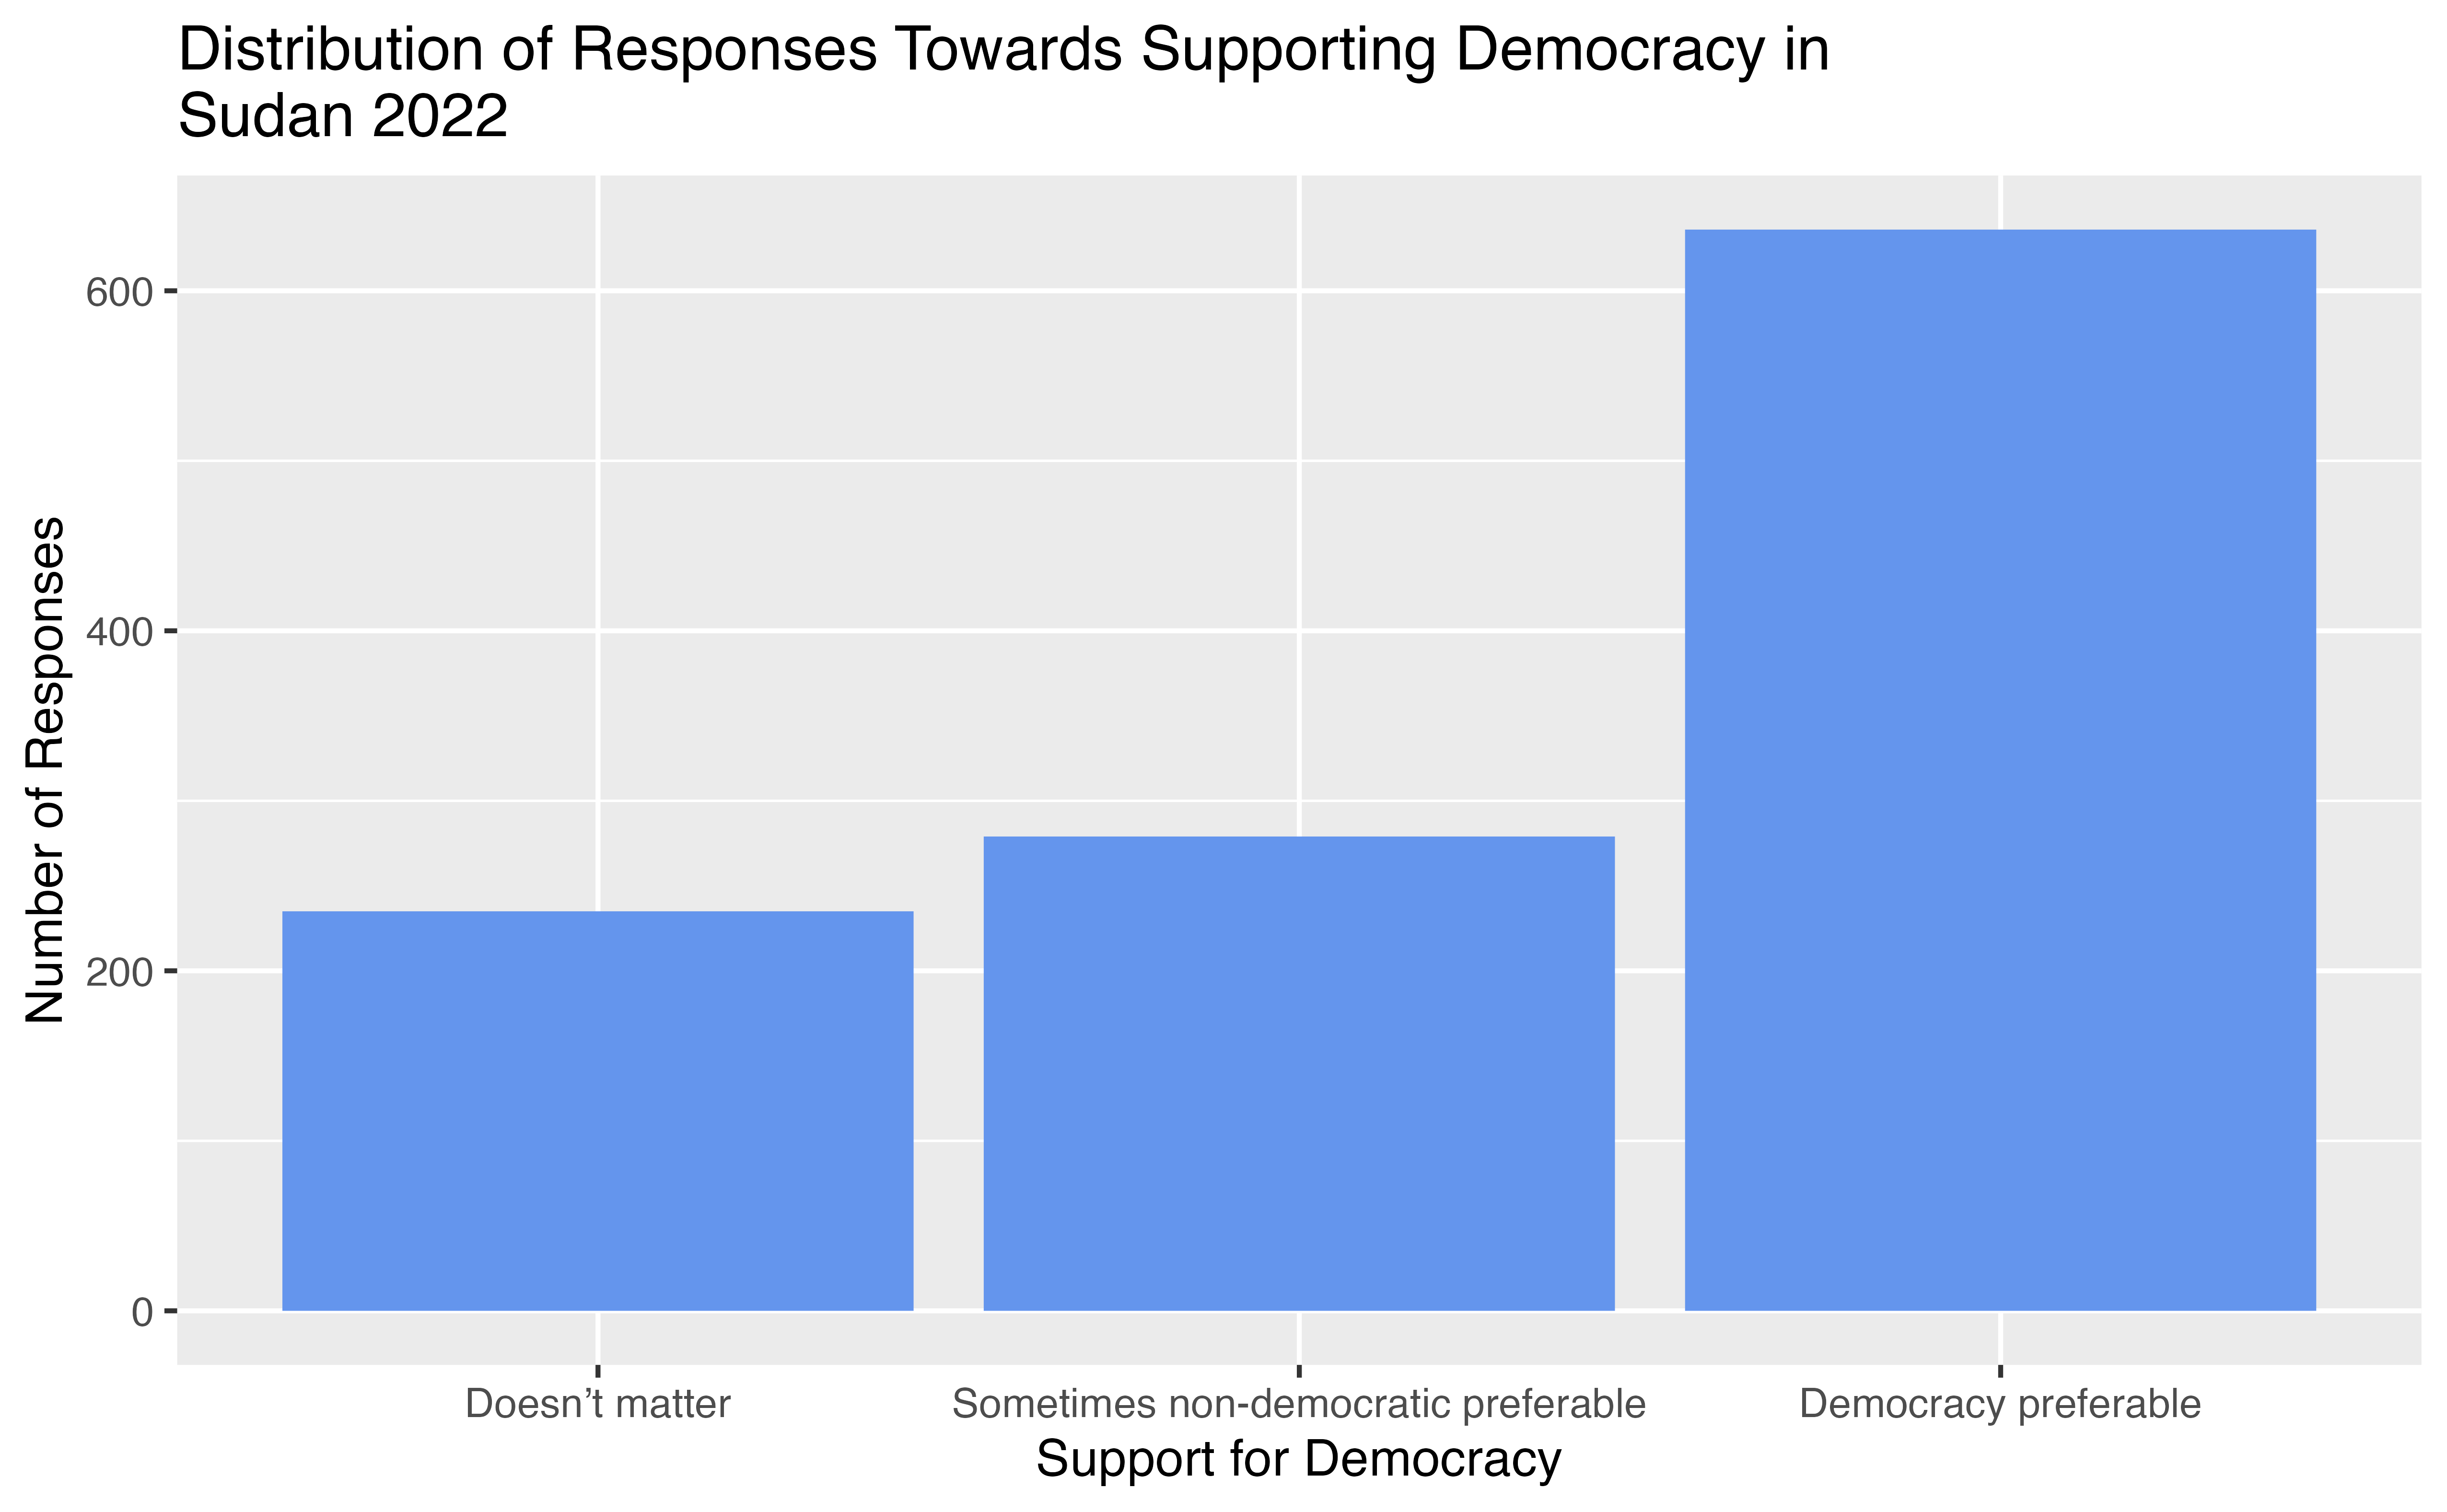 Distribution of Responses Towards Supporting Democracy in
Sudan 2022
Number of Responses
600
400
200
0
Doesn’t matter
Sometimes non-democratic preferable
Democracy preferable
Support for Democracy